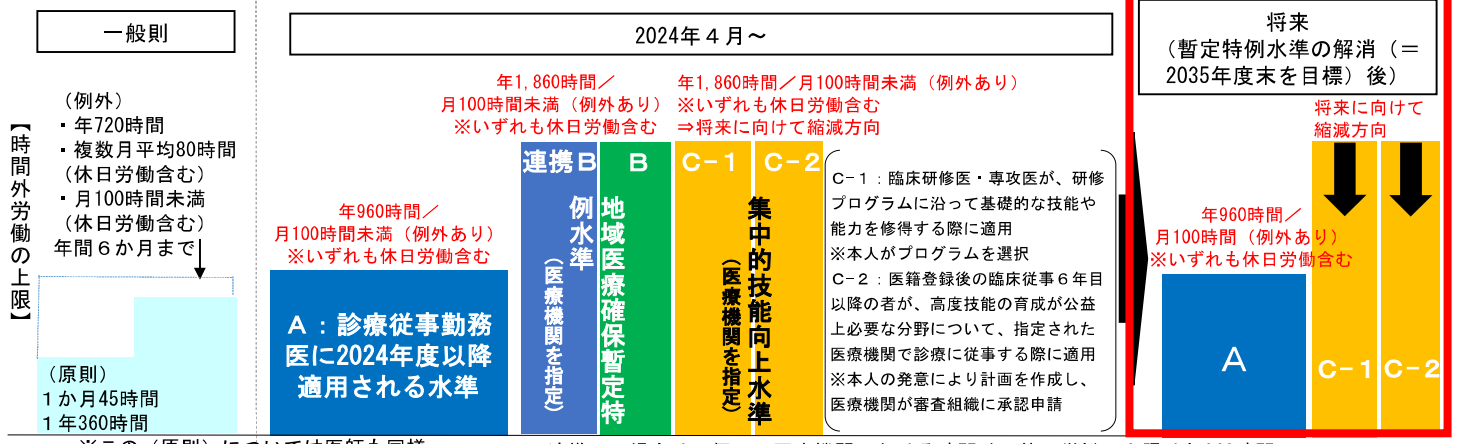 一般則
【時間外労働の上限】
（例外）
・年720時間
・複数月平均80時間
（休日労働含む）
・月100時間未満
（休日労働含む）
年間６か月まで
（原則）
１か月45時間
１年360時間
※この（原則）については医師も同様
2024年４月～
年960時間／
月100時間未満（例外あり）
※いずれも休日労働含む
Ａ：診療従事勤務
医に2024年度以降
適用される水準
年1,860時間／
月100時間未満（例外あり）
※いずれも休日労働含む
連携Ｂ
Ｂ
地域医療確保暫定特
例水準
（医療機関を指定）
年1,860時間／月100時間未満（例外あり）
※いずれも休日労働含む
⇒将来に向けて縮減方向
Ｃ-１
Ｃ-２
集中的技能向上水準
（医療機関を指定）
Ｃ-１：臨床研修医・専攻医が、研修
プログラムに沿って基礎的な技能や
能力を修得する際に適用
※本人がプログラムを選択
Ｃ-２：医籍登録後の臨床従事６年目
以降の者が、高度技能の育成が公益
上必要な分野について、指定された
医療機関で診療に従事する際に適用
※本人の発意により計画を作成し、
医療機関が審査組織に承認申請
将来
（暫定特例水準の解消（＝
2035年度末を目標）後）
将来に向けて
縮減方向
年960時間／
月100時間（例外あり）
※いずれも休日労働含む
Ａ
Ｃ-１
Ｃ-２